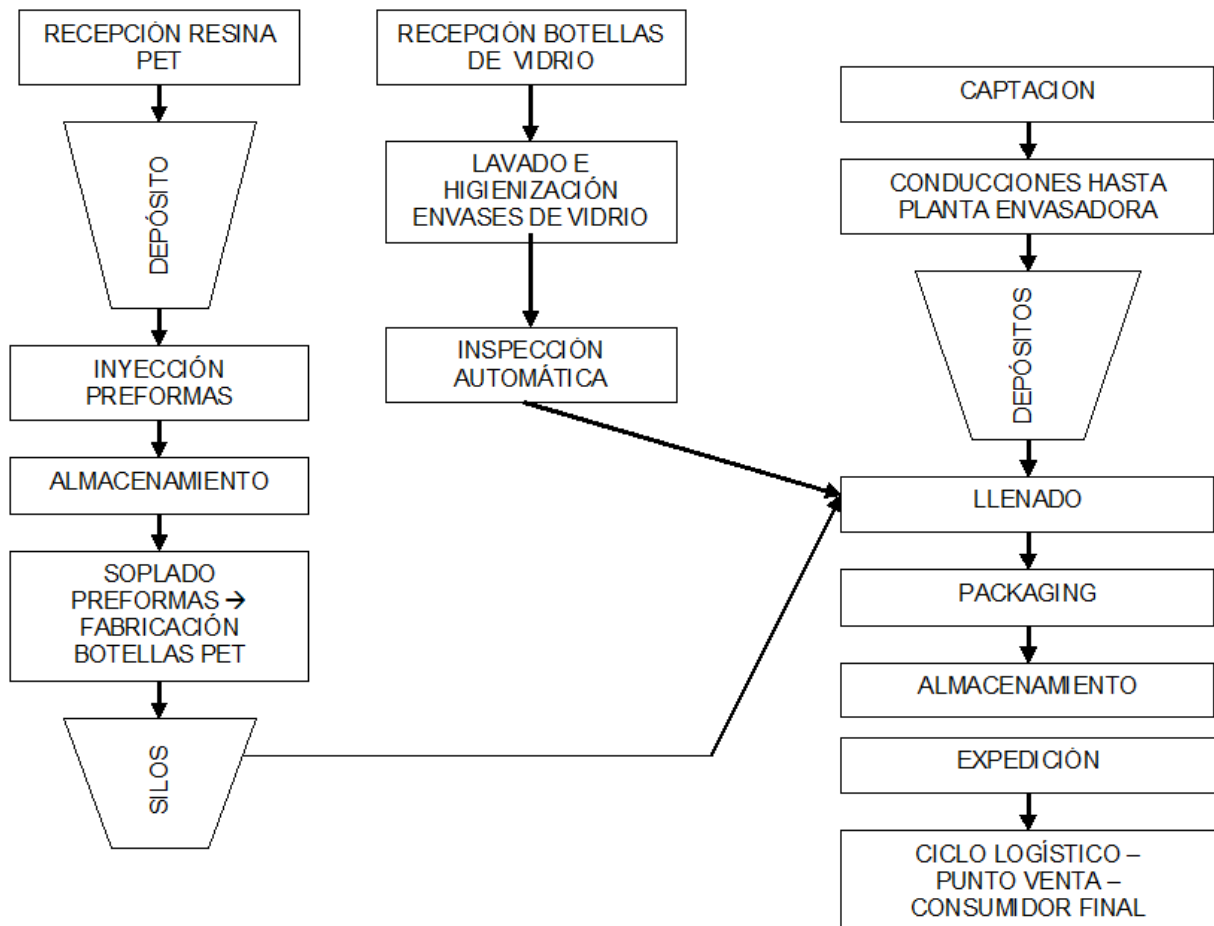 RECEPCIÓN RESINA
PET
DEPÓSITO
INYECCIÓN
PREFORMAS
ALMACENAMIENTO
SOPLADO
PREFORMAS →
FABRICACIÓN
BOTELLAS PET
SILOS
RECEPCIÓN BOTELLAS
DE VIDRIO
LAVADO E
HIGIENIZACIÓN
ENVASES DE VIDRIO
INSPECCIÓN
AUTOMÁTICA
CAPTACION
CONDUCCIONES HASTA
PLANTA ENVASADORA
DEPÓSITOS
LLENADO
PACKAGING
ALMACENAMIENTO
EXPEDICIÓN
CICLO LOGÍSTICO –
PUNTO VENTA –
CONSUMIDOR FINAL